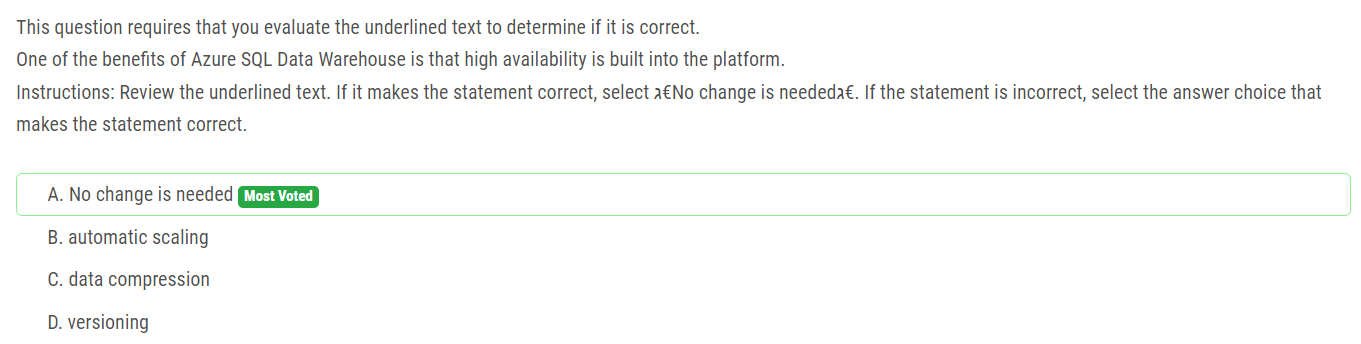 This question requires that you evaluate the underlined text to determine if it is correct.
One of the benefits of Azure SQL Data Warehouse is that high availability is built into the platform.
Instructions: Review the underlined text. If it makes the statement correct, select גאNo change is neededג€. If the statement is incorrect, select the answer choice that
makes the statement correct.
A. No change is needed Most Voted
B. automatic scaling
C. data compression
D. versioning